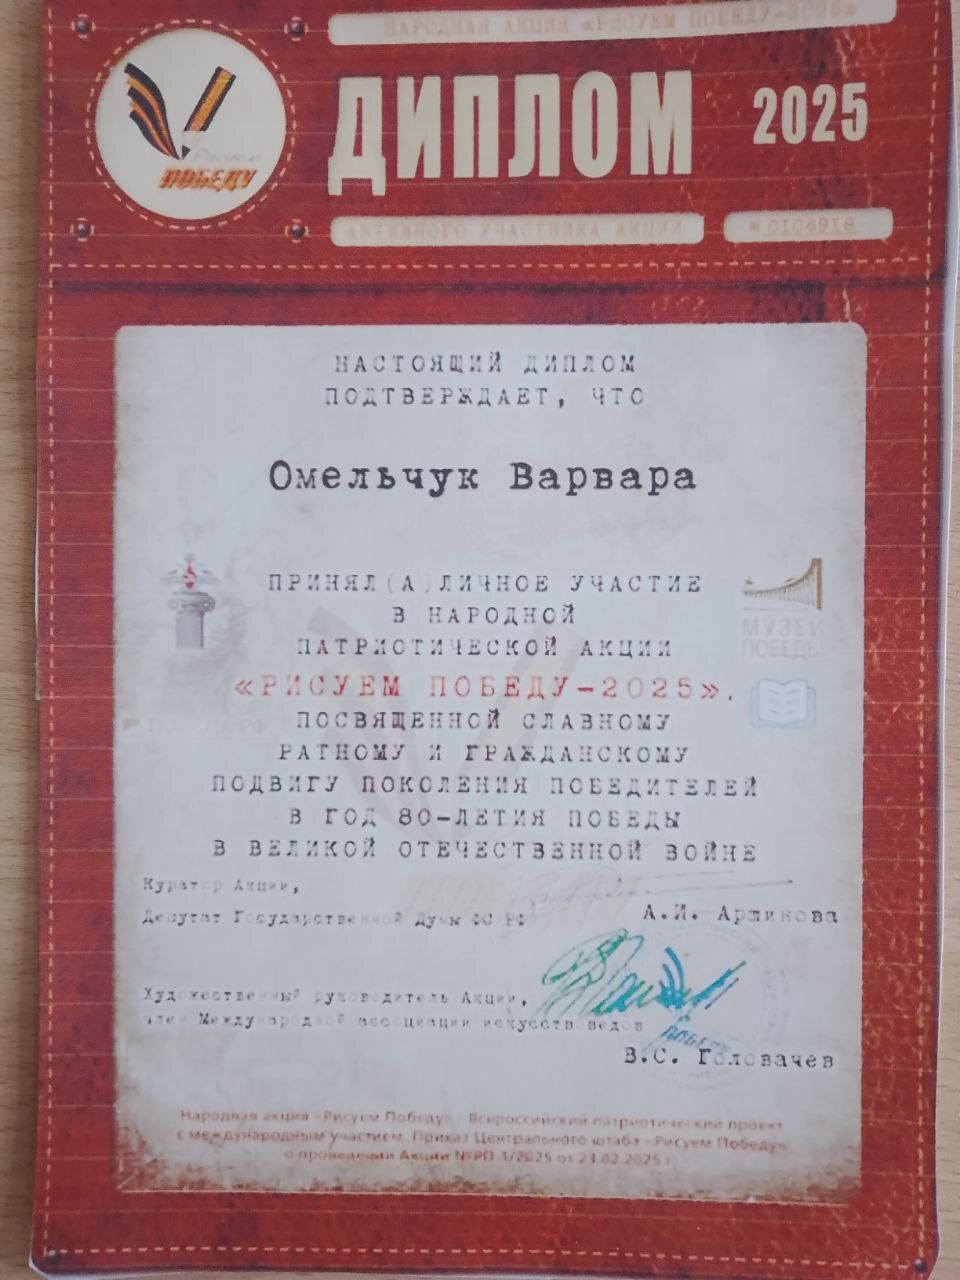 НАРОДНАЯ АКЦИЯ «РИСУЕМ ПОБЕДУ-2025»
ДИПЛОМ 2025
Рисуем
ПОБЕДУ
АКТИВНОГО УЧАСТНИКА АКЦИИ
НАСТОЯЩИЙ ДИПЛОМ
ПОДТВЕРЖДАЕТ, ЧТО
Омельчук Варвара
ПРИНЯЛ(А)ЛИЧНОЕ УЧАСТИЕ
В НАРОДНОЙ
ПАТРИОТИЧЕСКОЙ АКЦИИ
«РИСУЕМ ПОБЕДУ-2025».
ПОСВЯЩЕННОЙ СЛАВНОМУ
РАТНОМУ И ГРАЖДАНСКОМУ
ПОДВИГУ ПОКОЛЕНИЯ ПОБЕДИТЕЛЕЙ
В ГОД 80-ЛЕТИЯ ПОБЕДЫ
В ВЕЛИКОЙ ОТЕЧЕСТВЕННОЙ ВОЙНЕ
МУЗЕЙ
ПОБЕДЫ
Куратор Акции,
Депутат Государственной Думы ФС РФ
А.И. Аршинова
Художественный руководитель Акции,
член Международной ассоциации искусствоведов
ПОБЕДУ
В.С. Головачев
Народная акция «Рисуем Победу» Всероссийский патриотический проект
с международным участием. Приказ Центрального штаба «Рисуем Победу»
о проведении Акции №РП-1/2025 от 23.02.2025 г.